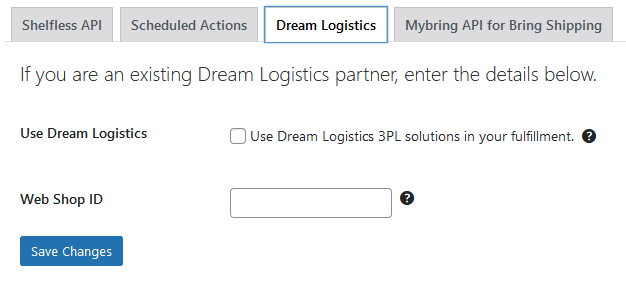 Shelfless API Scheduled Actions Dream Logistics Mybring API for Bring Shipping
If you are an existing Dream Logistics partner, enter the details below.
Use Dream Logistics Use Dream Logistics 3PL solutions in your fulfillment. ?
Web Shop ID ?
Save Changes